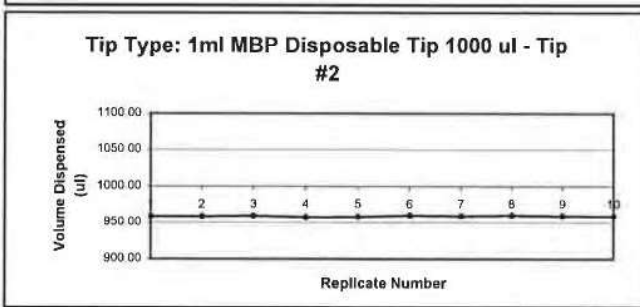 Tip Type: 1ml MBP Disposable Tip 1000 ul - Tip
#2
Volume Dispensed
(ul)
1100.00
1050.00
1000.00
950.00
900.00
2 3 4 5 6 7 8 9 10
Replicate Number